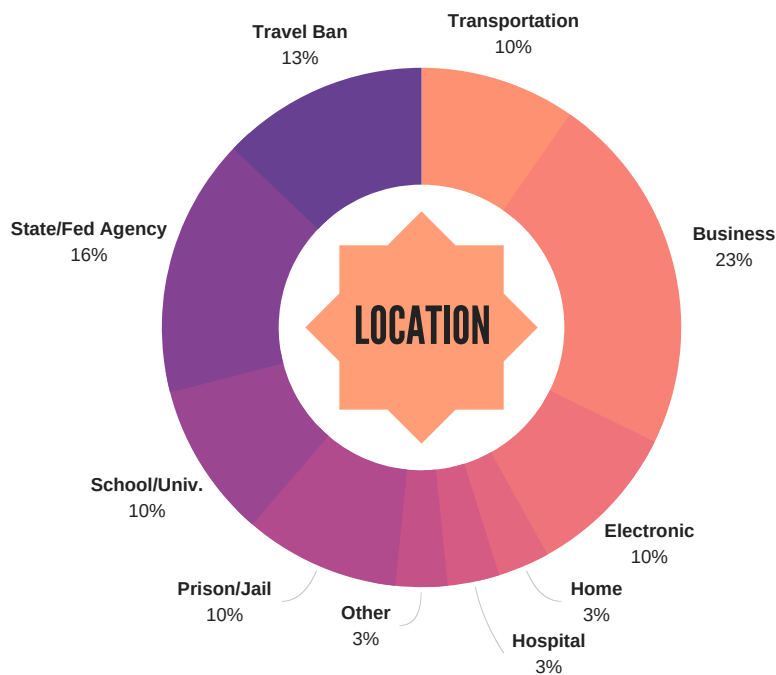 Transportation
10%
Travel Ban
13%
Business
23%
State/Fed Agency
16%
LOCATION
School/Univ.
10%
Electronic
10%
Prison/Jail
10%
Home
3%
Other
3%
Hospital
3%